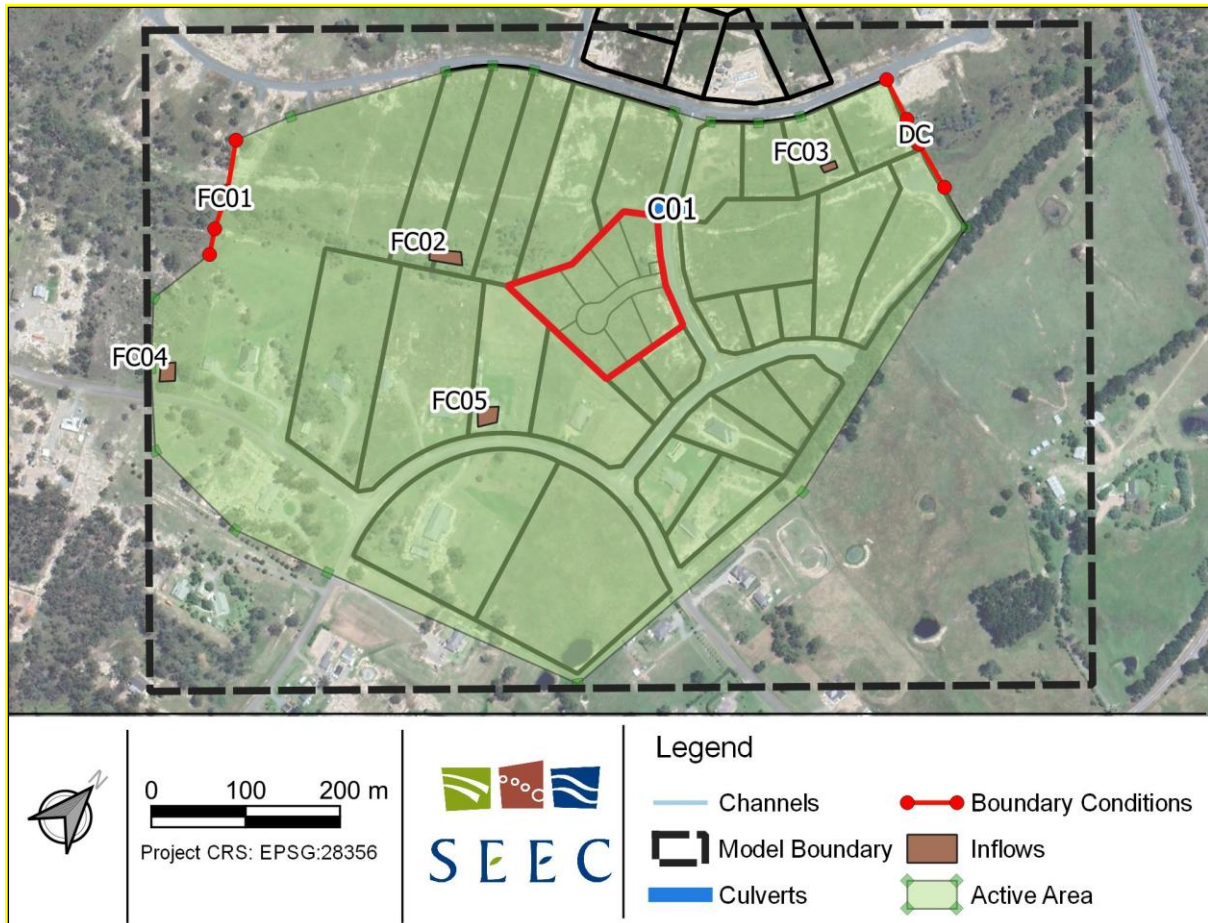 DC
FC03
FC01
C01
FC02
FC04
FC05
N
0 100 200 m
Project CRS: EPSG:28356
SEEC
Legend
Channels
Boundary Conditions
Model Boundary
Inflows
Culverts
Active Area